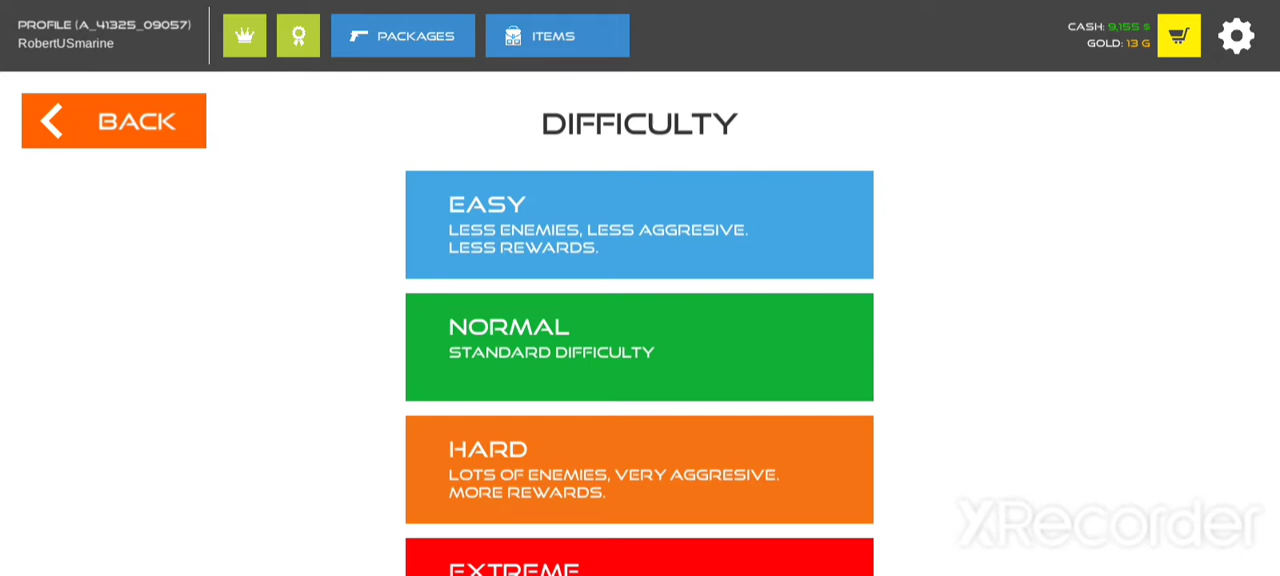 PROFILE (A_41325_09057)
RobertUSmarine
PACKAGES
ITEMS
CASH: 9,155 $
GOLD: 13 G
BACK
DIFFICULTY
EASY
LESS ENEMIES, LESS AGGRESIVE.
LESS REWARDS.
NORMAL
STANDARD DIFFICULTY
HARD
LOTS OF ENEMIES, VERY AGGRESIVE.
MORE REWARDS.
XRecorder
EXTREME